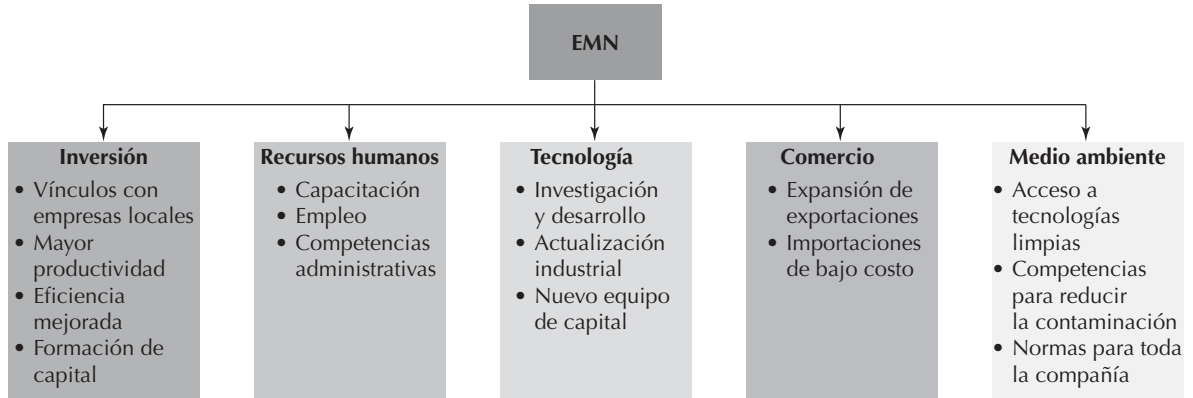 EMN
Inversión
• Vínculos con
empresas locales
• Mayor
productividad
• Eficiencia
mejorada
• Formación de
capital
Recursos humanos
• Capacitación
• Empleo
• Competencias
administrativas
Tecnología
• Investigación
y desarrollo
• Actualización
industrial
• Nuevo equipo
de capital
Comercio
• Expansión de
exportaciones
• Importaciones
de bajo costo
Medio ambiente
• Acceso a
tecnologías
limpias
• Competencias
para reducir
la contaminación
• Normas para toda
la compañía